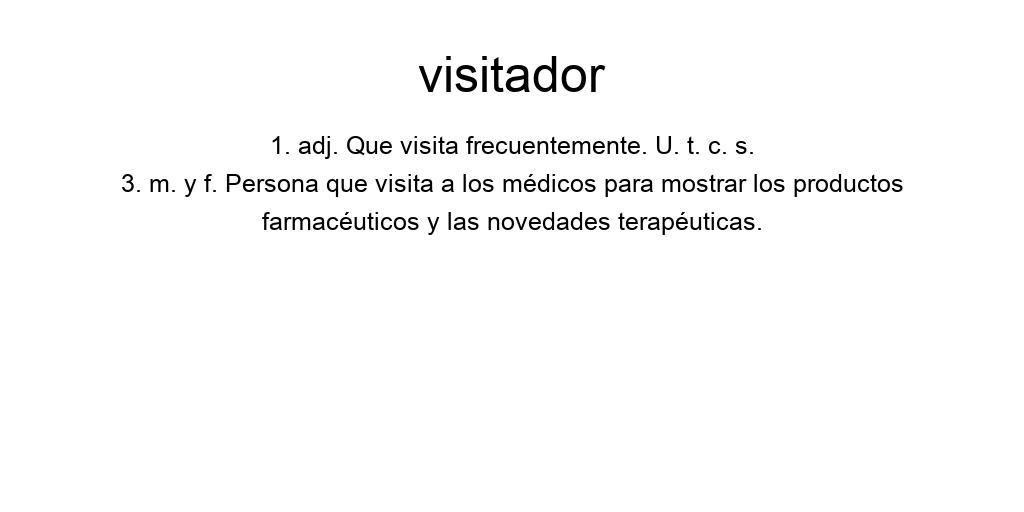 visitador
1. adj. Que visita frecuentemente. U. t. c. s.
3. m. y f. Persona que visita a los médicos para mostrar los productos
farmacéuticos y las novedades terapéuticas.